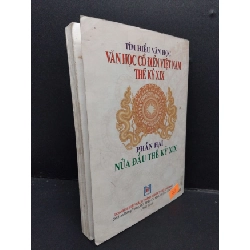 TÌM HIỂU VĂN HỌC
VĂN HỌC CỔ ĐIỂN VIỆT NAM
THẾ KỶ XIX
PHẦN HAI
NỬA ĐẦU THẾ KỶ XIX